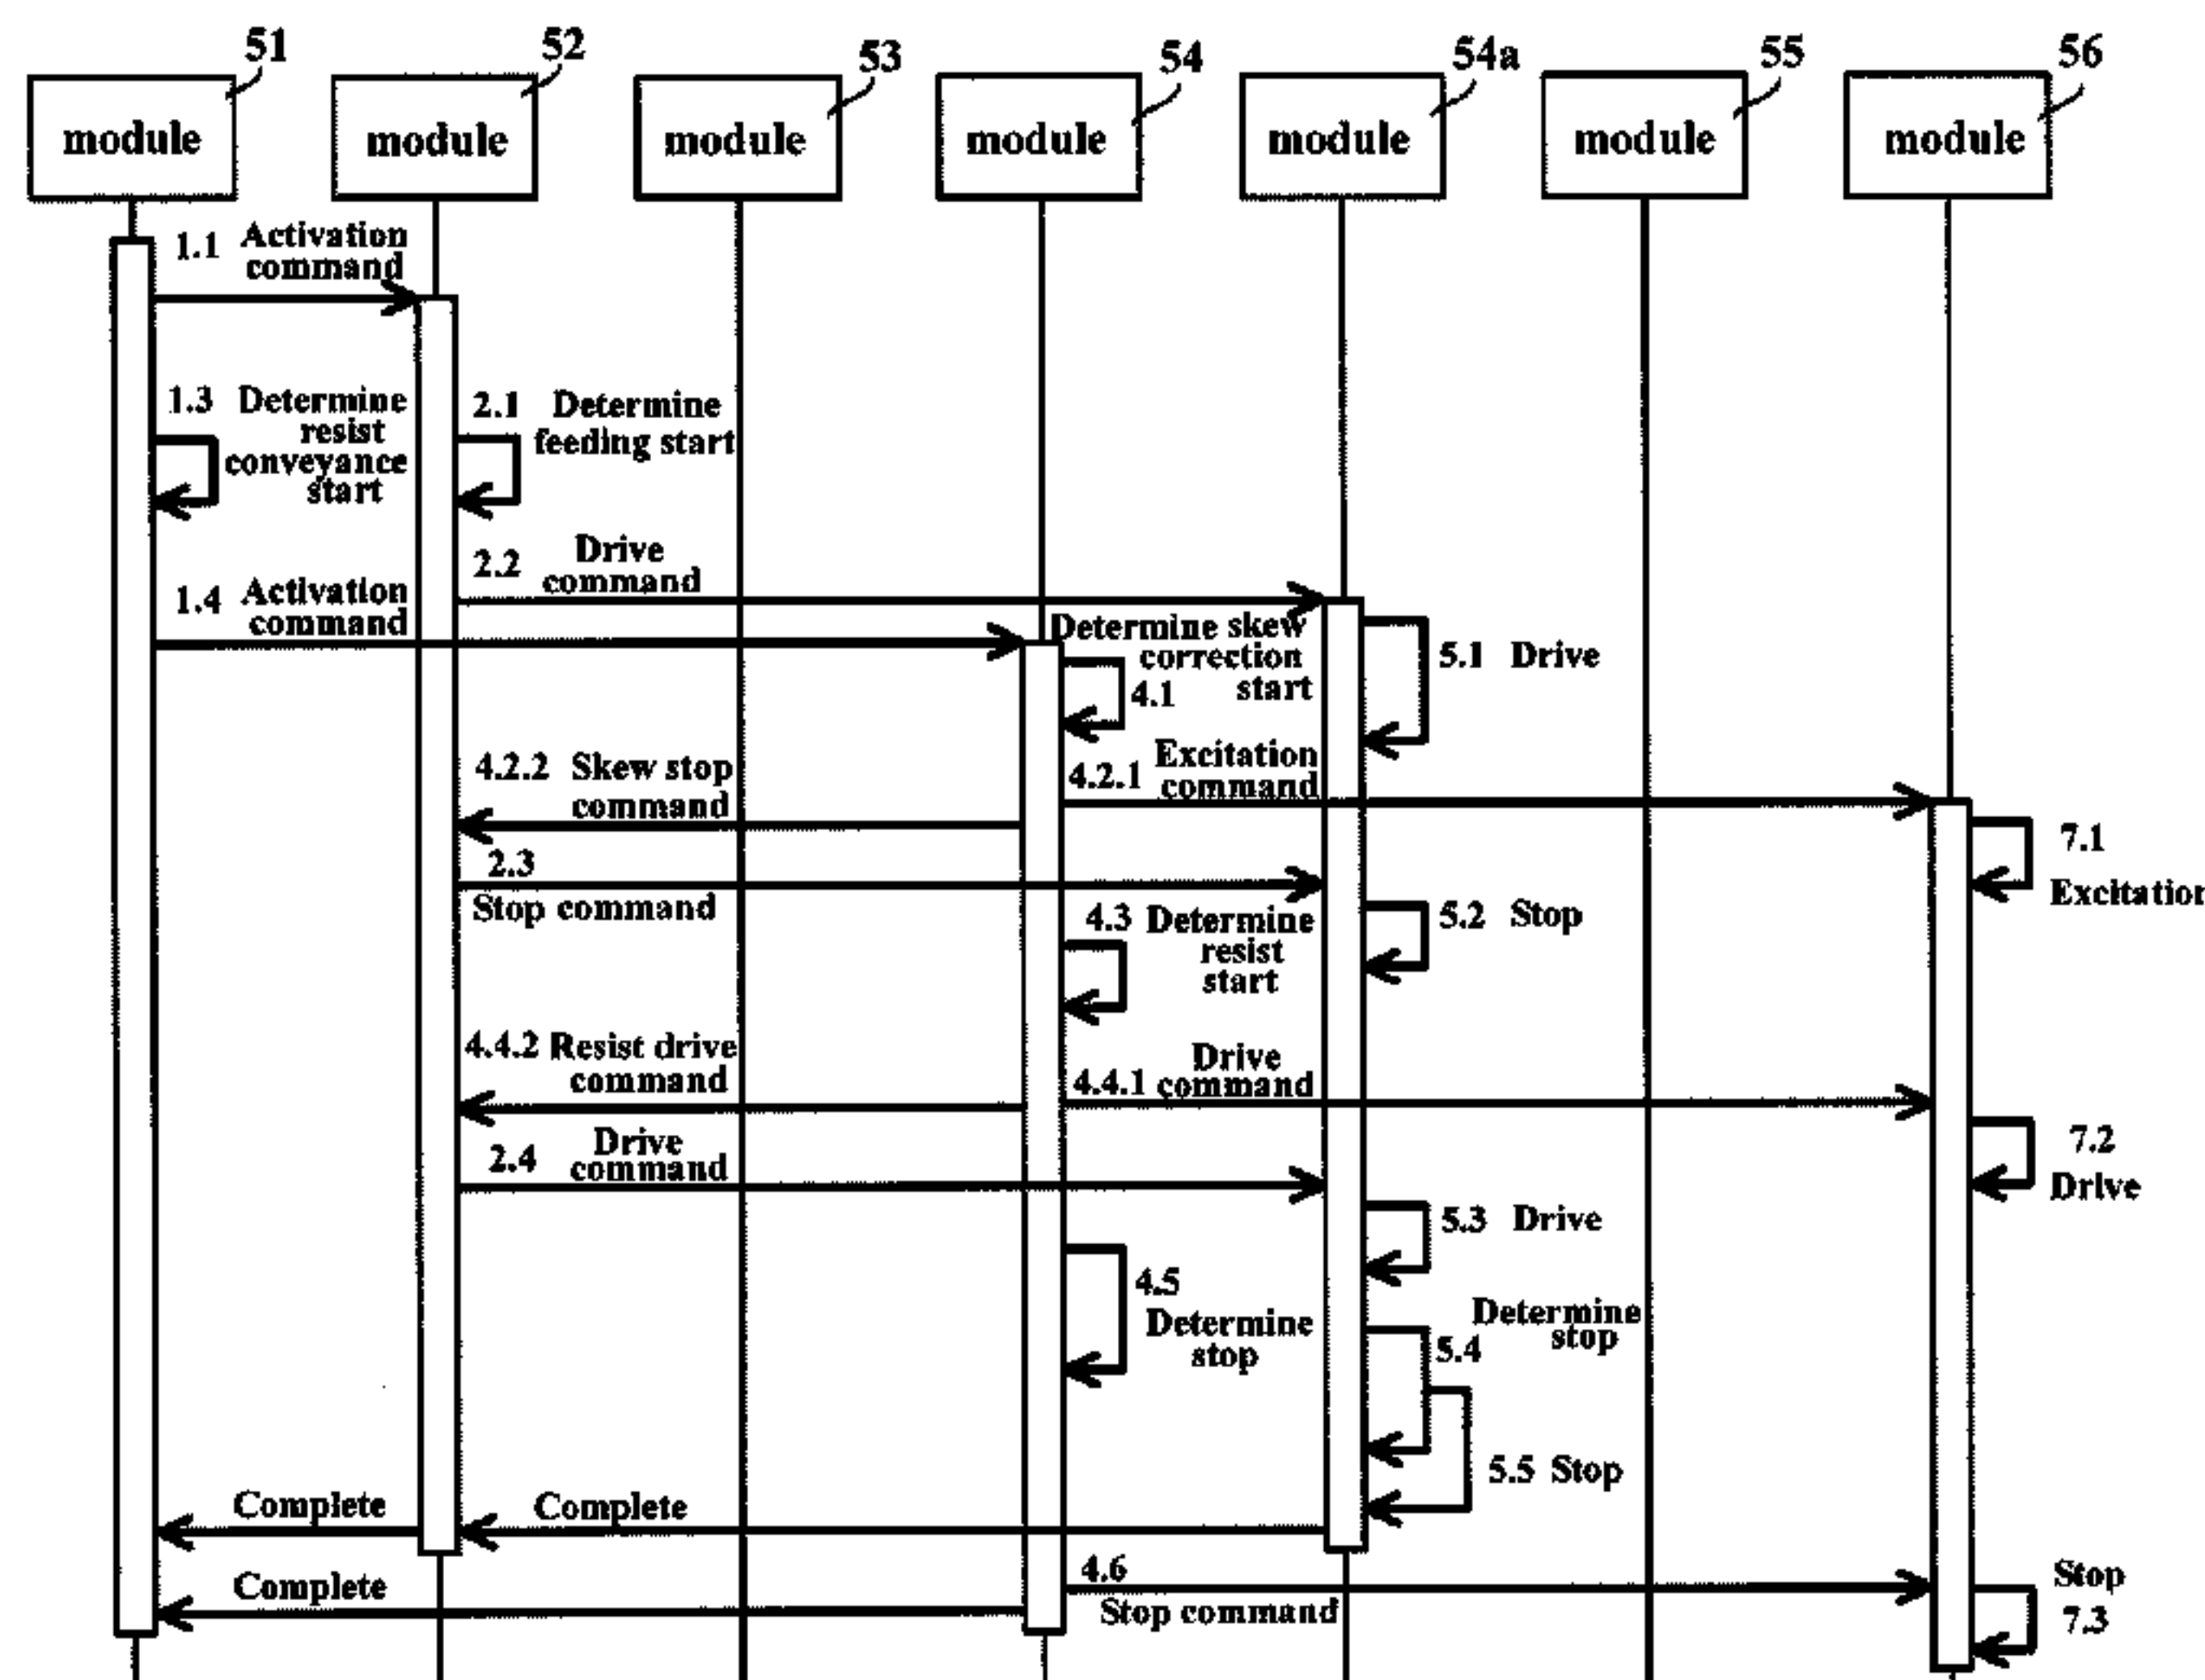 51
52
53
54
54a
55
56
module
module
module
module
module
module
module
1.1 Activation
command
1.3 Determine
resist
conveyance
start
2.1 Determine
feeding start
2.2 Drive
command
1.4 Activation
command
Determine skew
correction
start
4.1
5.1 Drive
4.2.2 Skew stop
command
4.2.1 Excitation
command
7.1
Excitation
2.3
Stop command
4.3 Determine
resist
start
5.2 Stop
4.4.2 Resist drive
command
4.4.1 Drive
command
7.2
Drive
2.4 Drive
command
5.3 Drive
4.5
Determine
stop
Determine
stop
5.4
5.5 Stop
Complete
Complete
Complete
4.6
Stop command
Stop
7.3